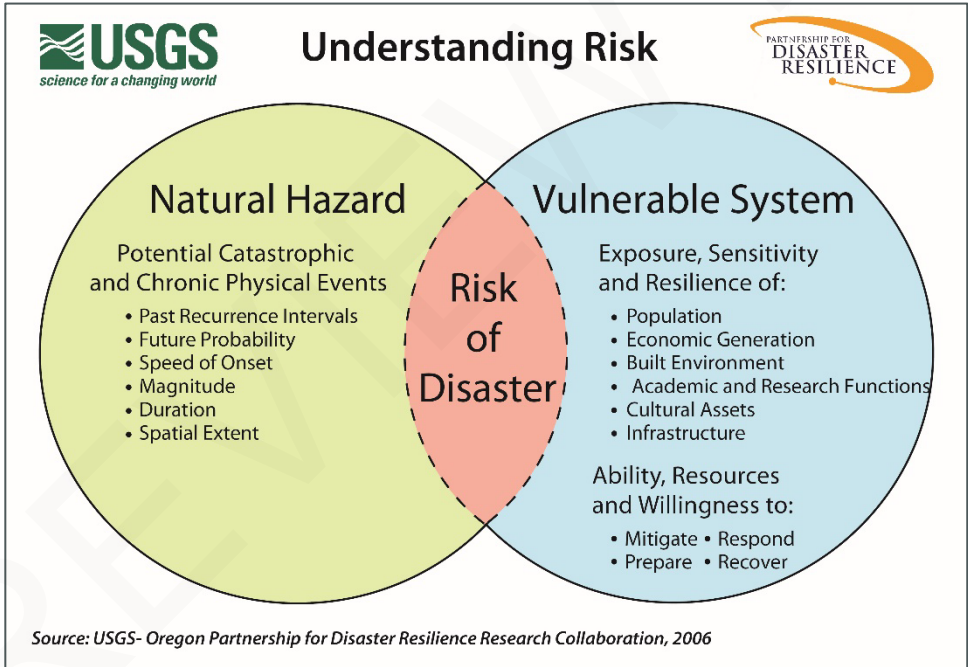 USGS
science for a changing world
Understanding Risk
PARTNERSHIP FOR
DISASTER
RESILIENCE
Natural Hazard
Potential Catastrophic
and Chronic Physical Events
• Past Recurrence Intervals
• Future Probability
• Speed of Onset
• Magnitude
• Duration
• Spatial Extent
Risk
of
Disaster
Vulnerable System
Exposure, Sensitivity
and Resilience of:
• Population
• Economic Generation
• Built Environment
• Academic and Research Functions
• Cultural Assets
• Infrastructure
Ability, Resources
and Willingness to:
• Mitigate • Respond
• Prepare • Recover
Source: USGS- Oregon Partnership for Disaster Resilience Research Collaboration, 2006
REVIEW